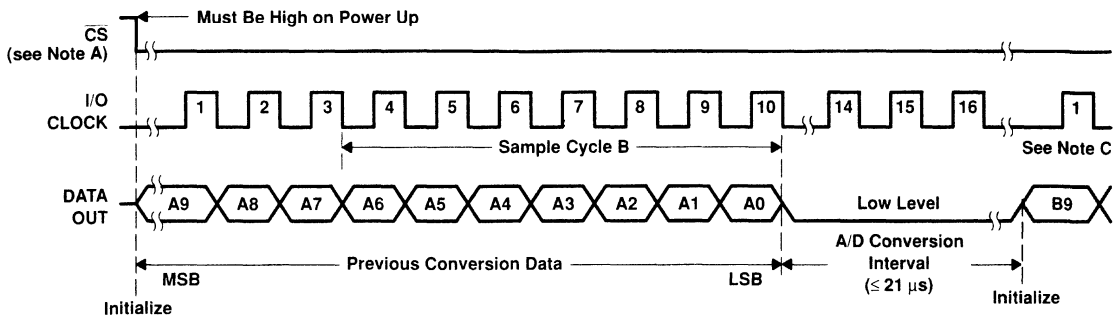 Must Be High on Power Up
CS
(see Note A)
I/O
CLOCK
1 2 3 4 5 6 7 8 9 10 14 15 16 1
Sample Cycle B
See Note C
DATA
OUT
A9 A8 A7 A6 A5 A4 A3 A2 A1 A0 Low Level B9
A/D Conversion
Interval
(≤ 21 μs)
Previous Conversion Data
MSB LSB
Initialize
Initialize